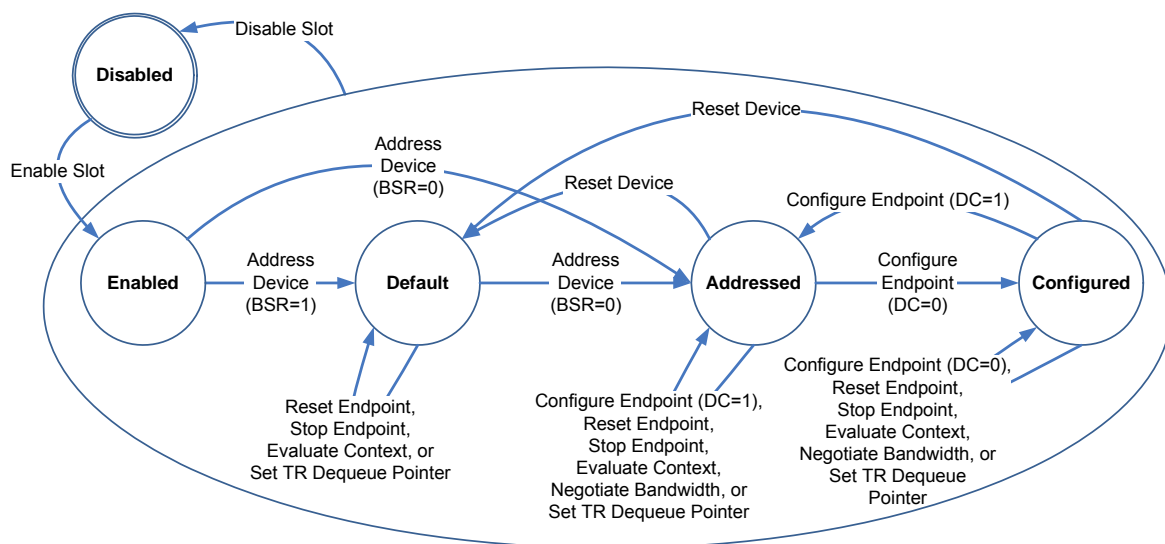 Disable Slot
Disabled
Enable Slot
Reset Device
Address
Device
(BSR=0)
Reset Device
Configure Endpoint (DC=1)
Enabled
Address
Device
(BSR=1)
Default
Address
Device
(BSR=0)
Addressed
Configure
Endpoint
(DC=0)
Configured
Reset Endpoint,
Stop Endpoint,
Evaluate Context, or
Set TR Dequeue Pointer
Configure Endpoint (DC=1),
Reset Endpoint,
Stop Endpoint,
Evaluate Context,
Negotiate Bandwidth, or
Set TR Dequeue Pointer
Configure Endpoint (DC=0),
Reset Endpoint,
Stop Endpoint,
Evaluate Context,
Negotiate Bandwidth, or
Set TR Dequeue
Pointer